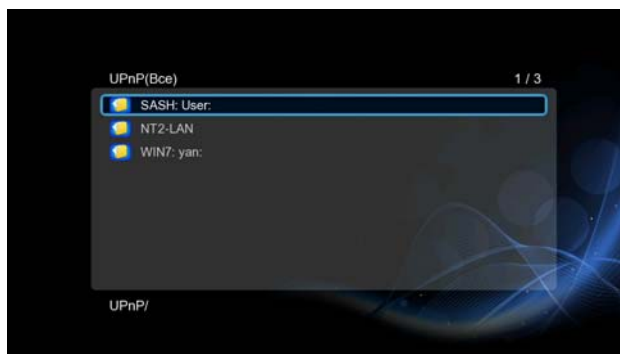 UPnP(Все) 1 / 3
SASH: User:
NT2-LAN
WIN7: yan:
UPnP/